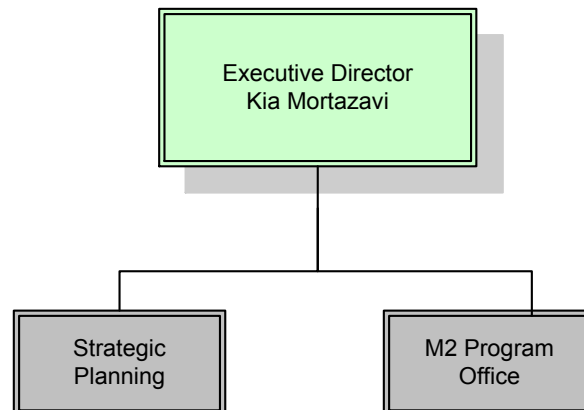 Executive Director
Kia Mortazavi
Strategic
Planning
M2 Program
Office